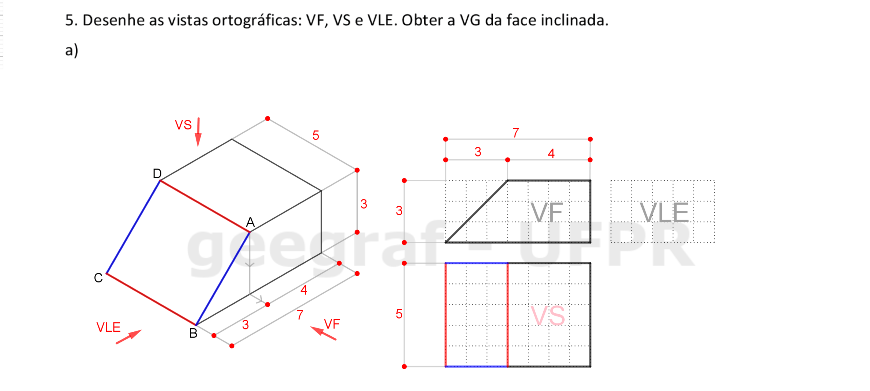 5. Desenhe as vistas ortográficas: VF, VS e VLE. Obter a VG da face inclinada.
a)
VS
5
D
A
3
C
4
3
7
B
VLE
VF
7
3
4
3
VF
VLE
geegraf - UFPR
5
VS